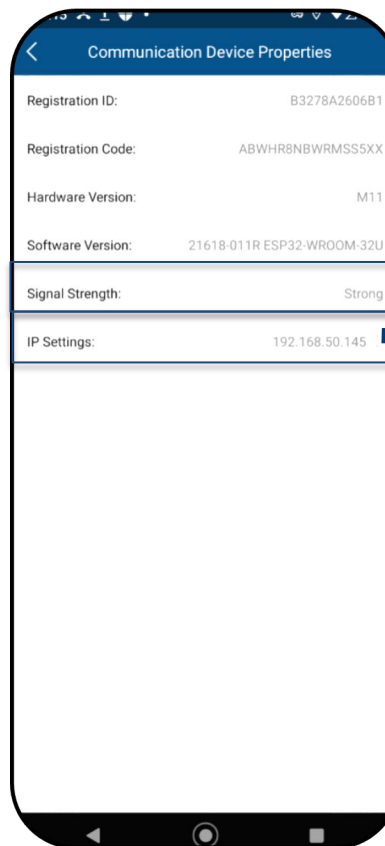 Communication Device Properties
Registration ID: B3278A2606B1
Registration Code: ABWHR8NBWRMSS5XX
Hardware Version: M11
Software Version: 21618-011R ESP32-WROOM-32U
Signal Strength: Strong
IP Settings: 192.168.50.145